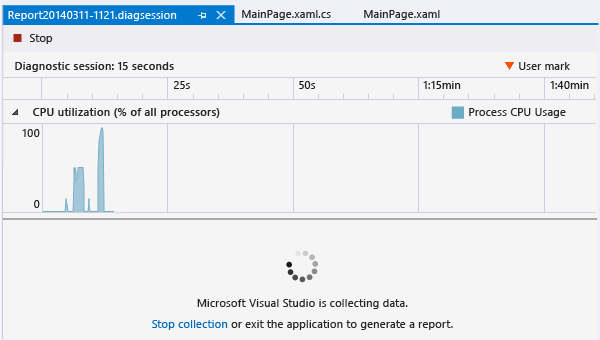 Report20140311-1121.diagsession MainPage.xaml.cs MainPage.xaml
Stop
Diagnostic session: 15 seconds User mark
25s 50s 1:15min 1:40min
CPU utilization (% of all processors) Process CPU Usage
100
0
Microsoft Visual Studio is collecting data.
Stop collection or exit the application to generate a report.